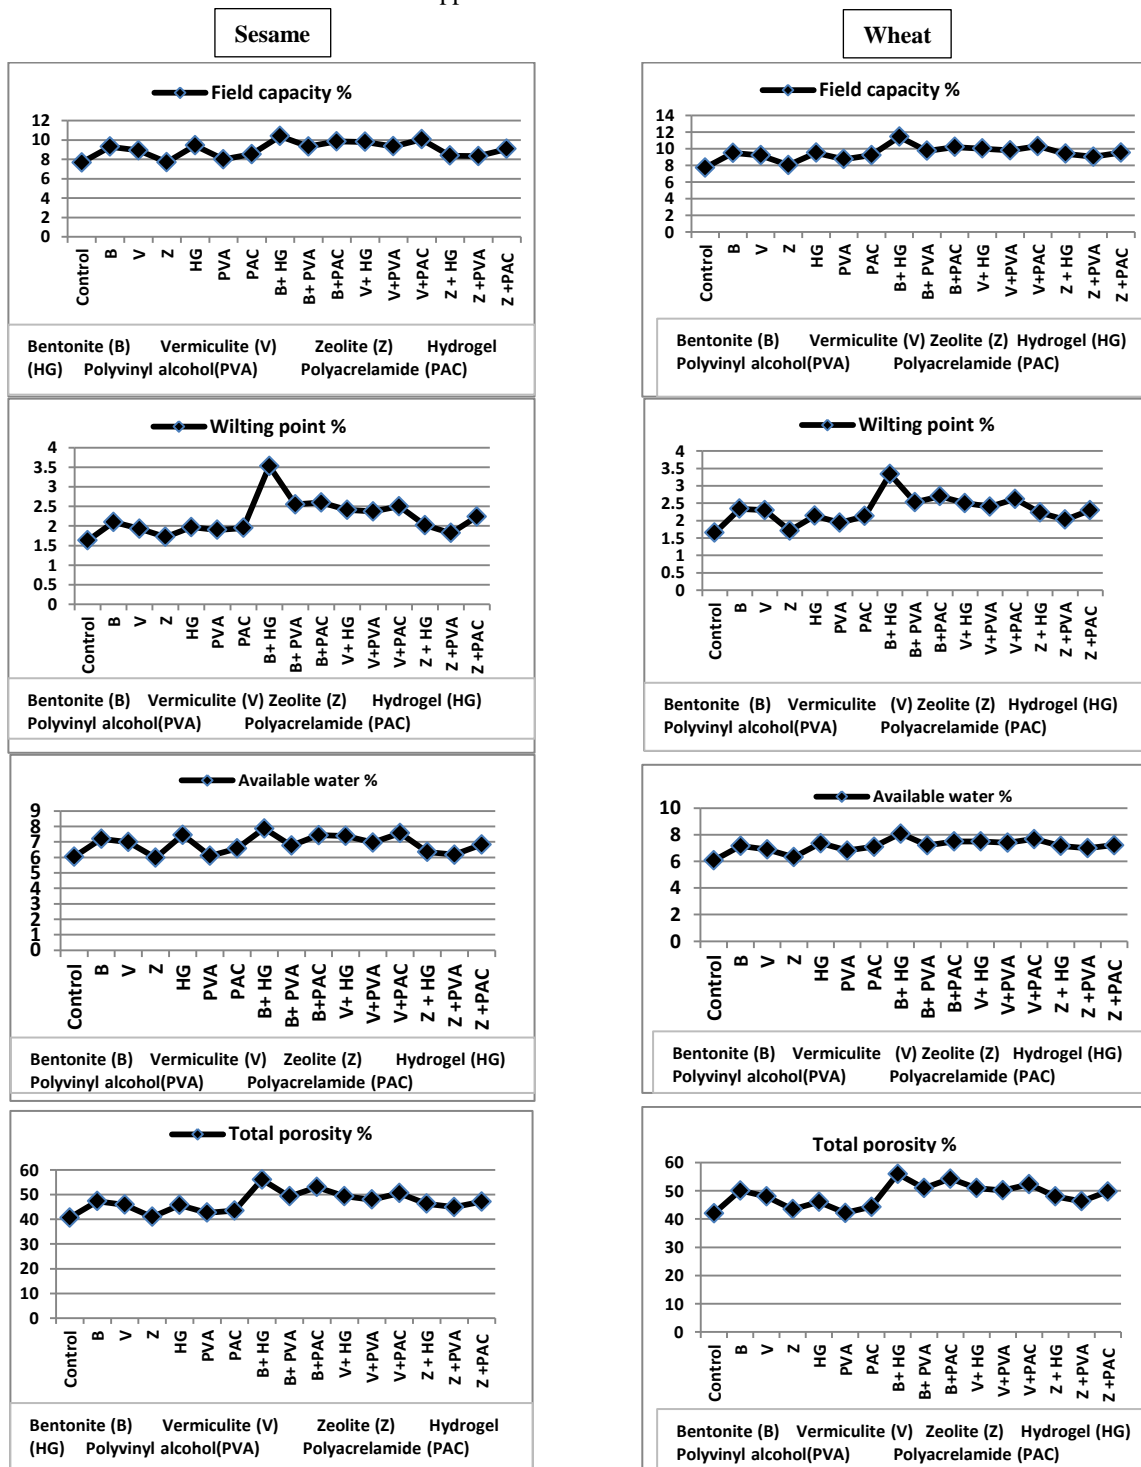 Sesame
Field capacity %
12
10
8
6
4
2
0
Control
B
V
Z
HG
PVA
PAC
B+ HG
B+ PVA
B+PAC
V+ HG
V+PVA
V+PAC
Z + HG
Z +PVA
Z +PAC
Bentonite (B) Vermiculite (V) Zeolite (Z) Hydrogel
(HG) Polyvinyl alcohol(PVA) Polyacrelamide (PAC)
Wilting point %
4
3.5
3
2.5
2
1.5
1
0.5
0
Control
B
V
Z
HG
PVA
PAC
B+ HG
B+ PVA
B+PAC
V+ HG
V+PVA
V+PAC
Z + HG
Z +PVA
Z +PAC
Bentonite (B) Vermiculite (V) Zeolite (Z) Hydrogel (HG)
Polyvinyl alcohol(PVA) Polyacrelamide (PAC)
Available water %
9
8
7
6
5
4
3
2
1
0
Control
B
V
Z
HG
PVA
PAC
B+ HG
B+ PVA
B+PAC
V+ HG
V+PVA
V+PAC
Z + HG
Z +PVA
Z +PAC
Bentonite (B) Vermiculite (V) Zeolite (Z) Hydrogel (HG)
Polyvinyl alcohol(PVA) Polyacrelamide (PAC)
Total porosity %
60
50
40
30
20
10
0
Control
B
V
Z
HG
PVA
PAC
B+ HG
B+ PVA
B+PAC
V+ HG
V+PVA
V+PAC
Z + HG
Z +PVA
Z +PAC
Bentonite (B) Vermiculite (V) Zeolite (Z) Hydrogel
(HG) Polyvinyl alcohol(PVA) Polyacrelamide (PAC)
Wheat
Field capacity %
14
12
10
8
6
4
2
0
Control
B
V
Z
HG
PVA
PAC
B+ HG
B+ PVA
B+PAC
V+ HG
V+PVA
V+PAC
Z + HG
Z +PVA
Z +PAC
Bentonite (B) Vermiculite (V) Zeolite (Z) Hydrogel (HG)
Polyvinyl alcohol(PVA) Polyacrelamide (PAC)
Wilting point %
4
3.5
3
2.5
2
1.5
1
0.5
0
Control
B
V
Z
HG
PVA
PAC
B+ HG
B+ PVA
B+PAC
V+ HG
V+PVA
V+PAC
Z + HG
Z +PVA
Z +PAC
Bentonite (B) Vermiculite (V) Zeolite (Z) Hydrogel (HG)
Polyvinyl alcohol(PVA) Polyacrelamide (PAC)
Available water %
10
8
6
4
2
0
Control
B
V
Z
HG
PVA
PAC
B+ HG
B+ PVA
B+PAC
V+ HG
V+PVA
V+PAC
Z + HG
Z +PVA
Z +PAC
Bentonite (B) Vermiculite (V) Zeolite (Z) Hydrogel (HG)
Polyvinyl alcohol(PVA) Polyacrelamide (PAC)
Total porosity %
60
50
40
30
20
10
0
Control
B
V
Z
HG
PVA
PAC
B+ HG
B+ PVA
B+PAC
V+ HG
V+PVA
V+PAC
Z + HG
Z +PVA
Z +PAC
Bentonite (B) Vermiculite (V) Zeolite (Z) Hydrogel (HG)
Polyvinyl alcohol(PVA) Polyacrelamide (PAC)